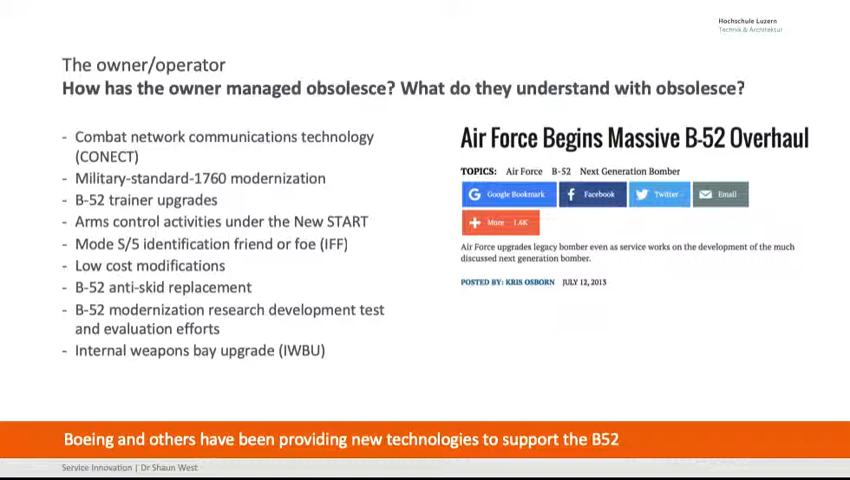 Hochschule Luzern
Technik & Architektur
The owner/operator
How has the owner managed obsolesce? What do they understand with obsolesce?
- Combat network communications technology
(CONECT)
- Military-standard-1760 modernization
- B-52 trainer upgrades
- Arms control activities under the New START
- Mode S/5 identification friend or foe (IFF)
- Low cost modifications
- B-52 anti-skid replacement
- B-52 modernization research development test
and evaluation efforts
- Internal weapons bay upgrade (IWBU)
Air Force Begins Massive B-52 Overhaul
TOPICS: Air Force B-52 Next Generation Bomber
Google Bookmark Facebook Twitter Email
More 1.6K
Air Force upgrades legacy bomber even as service works on the development of the much
discussed next generation bomber.
POSTED BY: KRIS OSBORN JULY 12, 2013
Boeing and others have been providing new technologies to support the B52
Service Innovation | Dr Shaun West